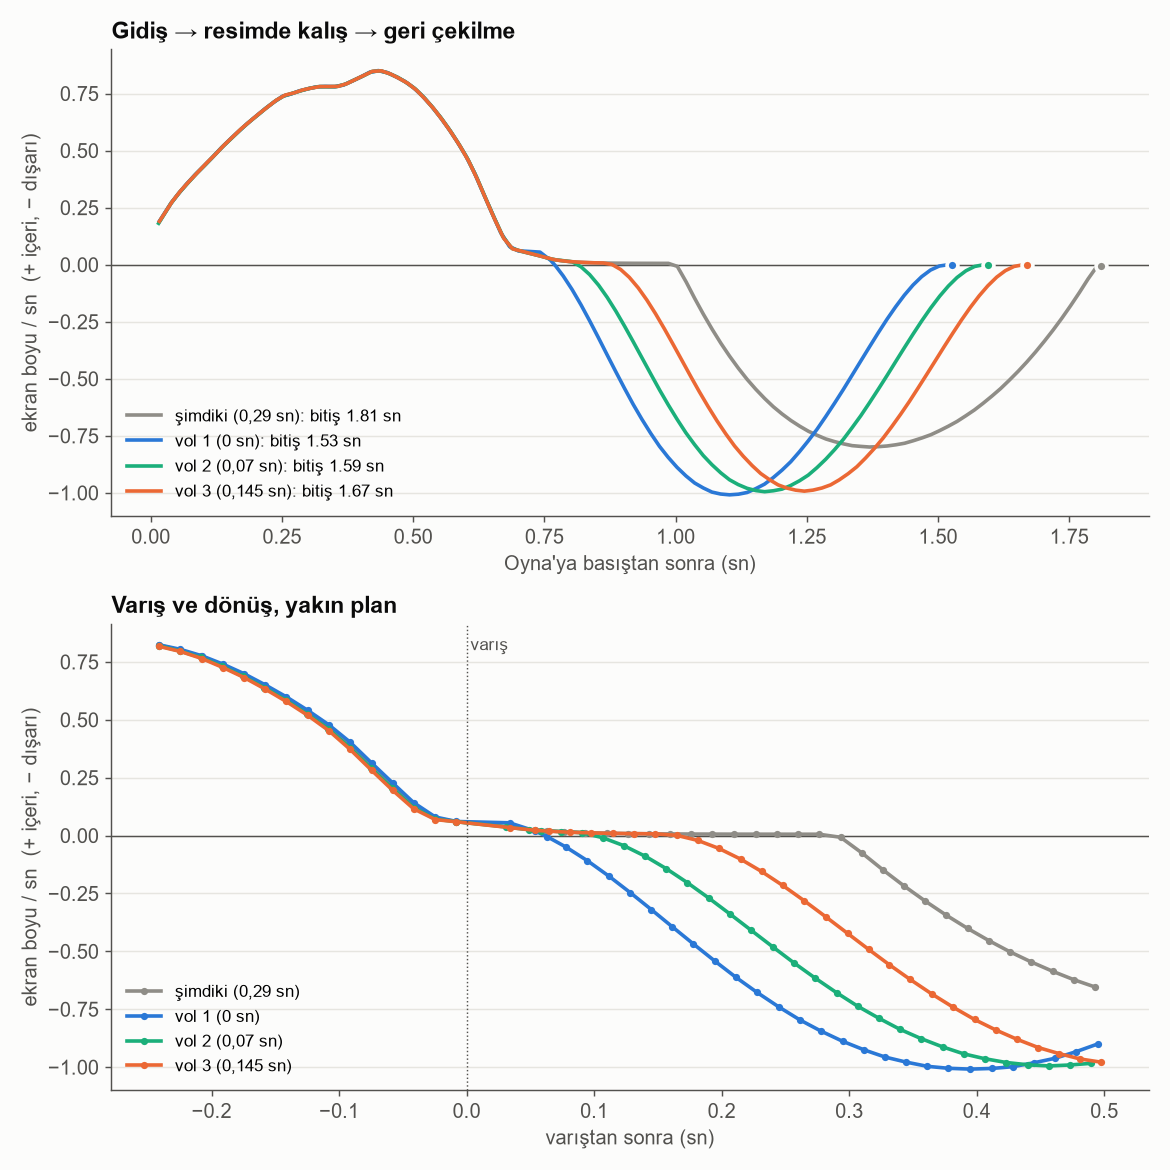 Gidiş → resimde kalış → geri çekilme
ekran boyu / sn (+ içeri, − dışarı)
0.75
0.50
0.25
0.00
−0.25
−0.50
−0.75
−1.00
şimdiki (0,29 sn): bitiş 1.81 sn
vol 1 (0 sn): bitiş 1.53 sn
vol 2 (0,07 sn): bitiş 1.59 sn
vol 3 (0,145 sn): bitiş 1.67 sn
0.00 0.25 0.50 0.75 1.00 1.25 1.50 1.75
Oyna'ya basıştan sonra (sn)
Varış ve dönüş, yakın plan
ekran boyu / sn (+ içeri, − dışarı)
varış
0.75
0.50
0.25
0.00
−0.25
−0.50
−0.75
−1.00
şimdiki (0,29 sn)
vol 1 (0 sn)
vol 2 (0,07 sn)
vol 3 (0,145 sn)
−0.2 −0.1 0.0 0.1 0.2 0.3 0.4 0.5
varıştan sonra (sn)